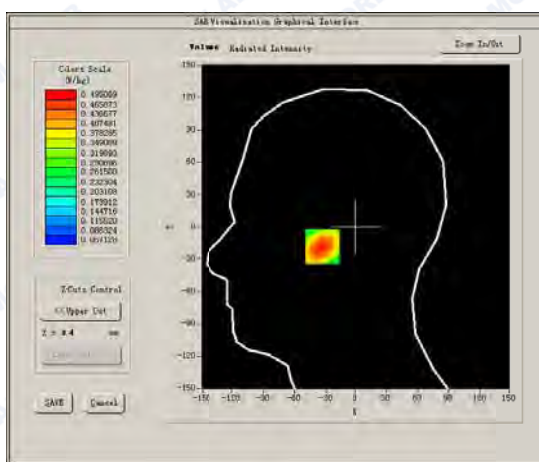 SAR Visualisation Graphical Interface
Volume Radiated Intensity
Zoom In/Out
Colors Scale
(W/kg)
0.495069
0.465873
0.436677
0.407481
0.378285
0.349089
0.319893
0.290696
0.261500
0.232304
0.203108
0.173912
0.144716
0.115520
0.086324
0.057128
150
120
90
60
30
0
-30
-60
-90
-120
-150
-150 -120 -90 -60 -30 0 30 60 90 120 150
X
Z-Cuts Control
<<Upper Cut
Z = 4 mm
SAVE
Cancel